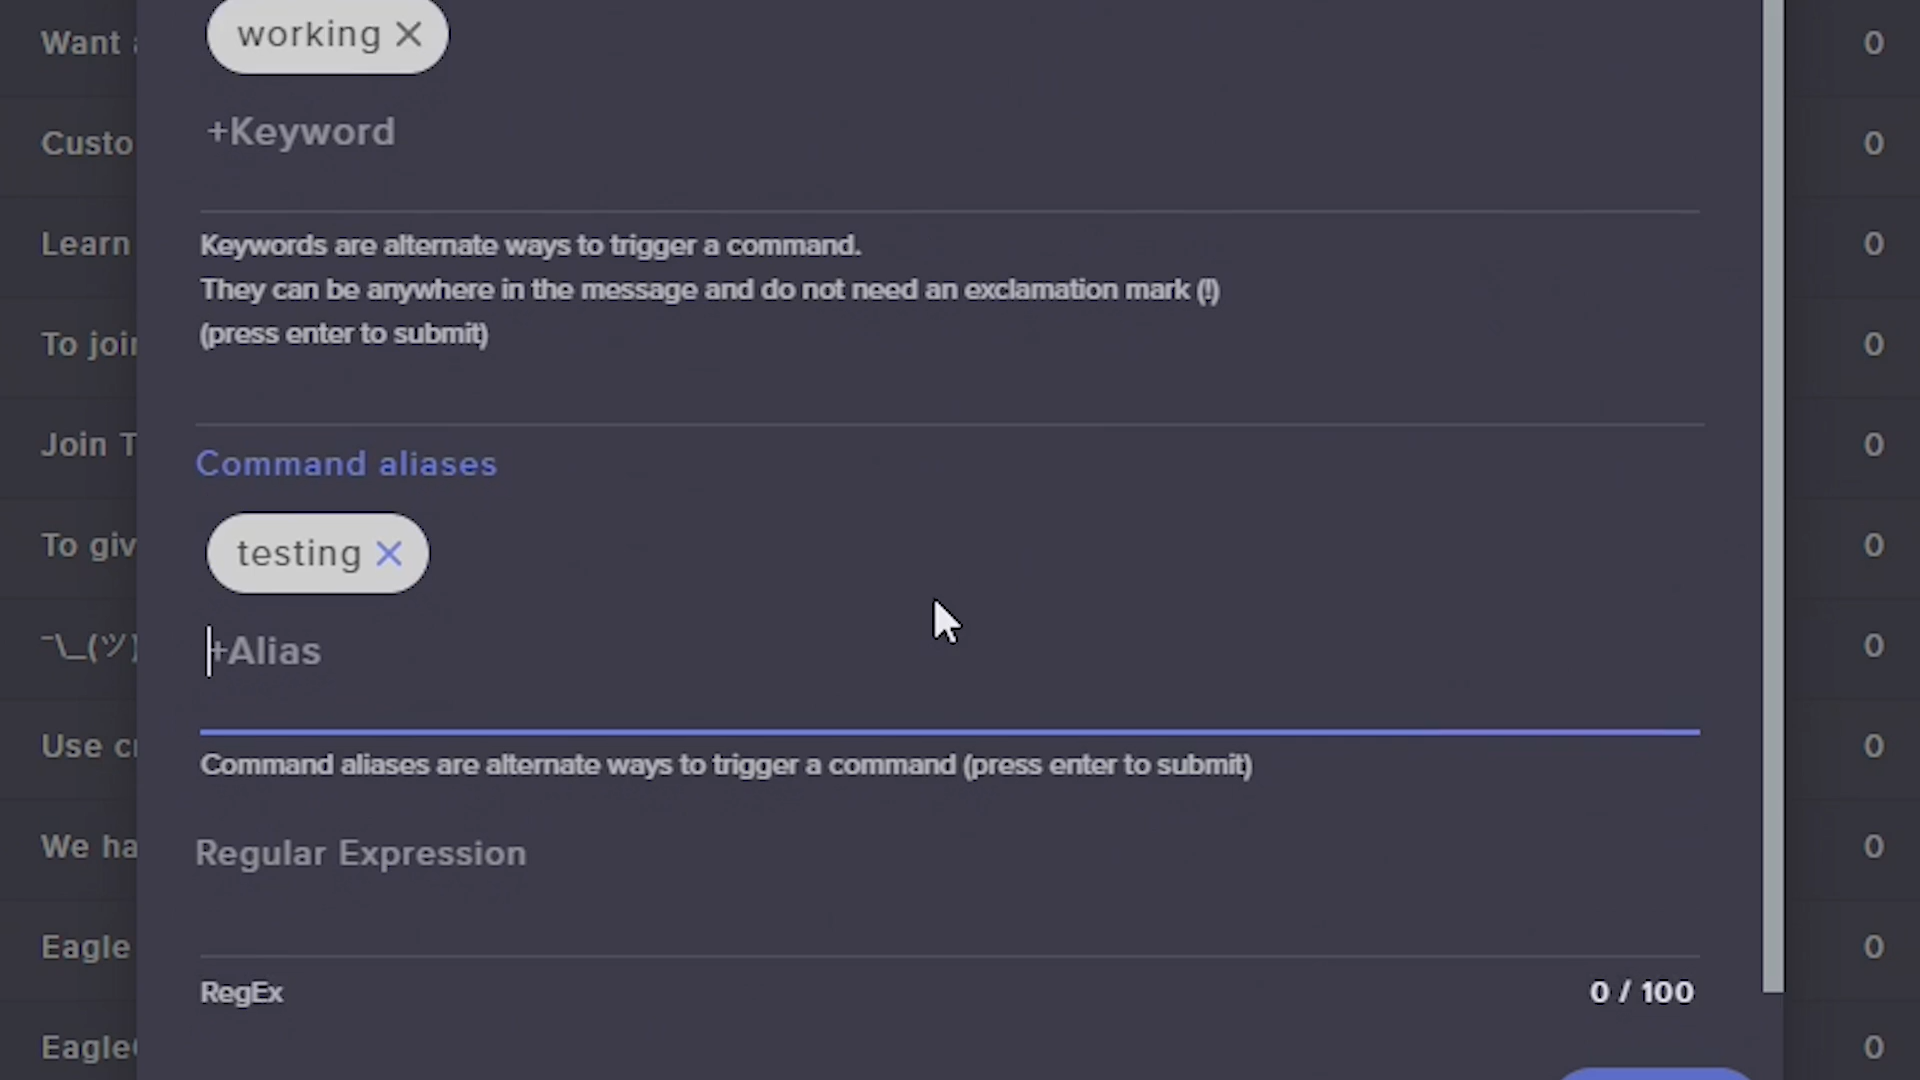 Want
working ×
0
Custo
+Keyword
0
Learn
Keywords are alternate ways to trigger a command.
0
They can be anywhere in the message and do not need an exclamation mark (!)
(press enter to submit)
To join
0
Join T
Command aliases
0
To giv
testing ×
0
¯\_(ツ)
+Alias
0
Use cr
Command aliases are alternate ways to trigger a command (press enter to submit)
0
We ha
Regular Expression
0
Eagle
0
RegEx
0 / 100
Eagle
0